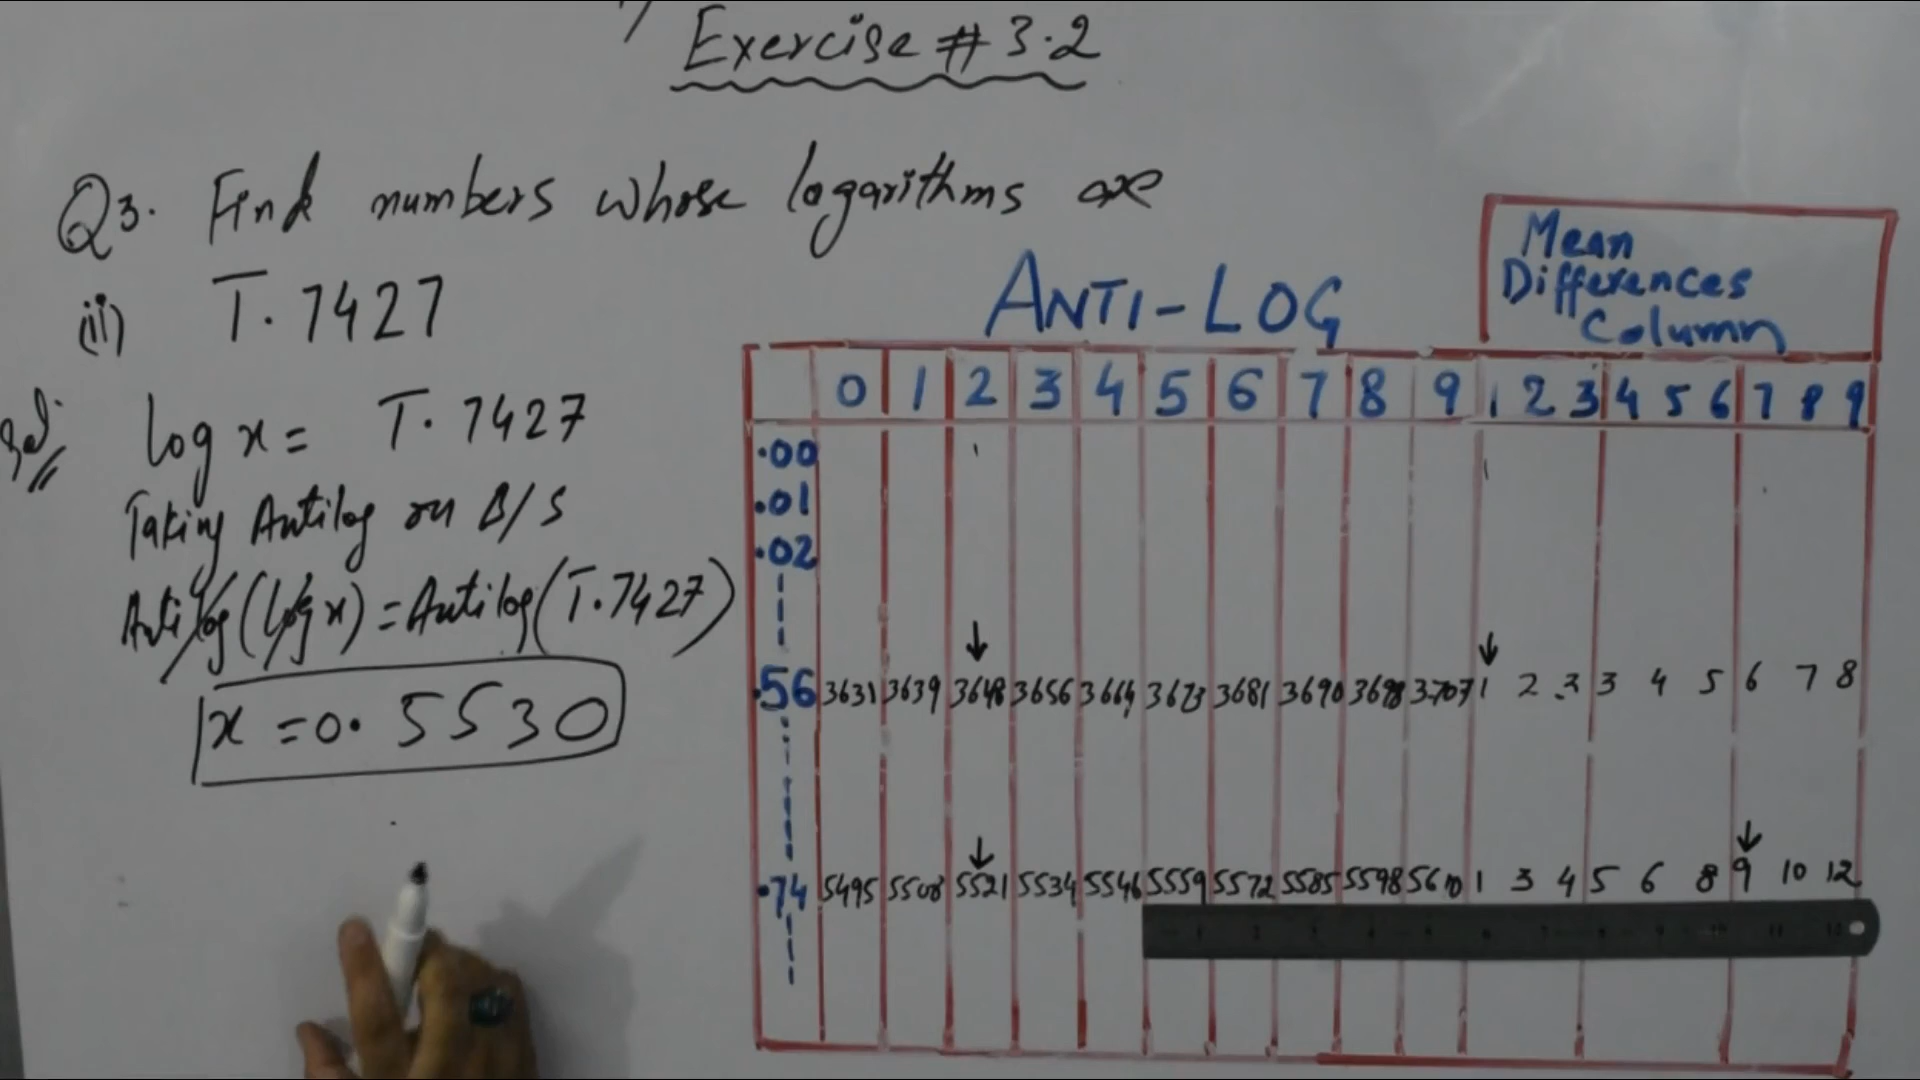 Exercise # 3.2
Q3. Find numbers whose logarithms are
(ii) T̅.7427
Sol:
log x = T̅.7427
Taking Antilog on B/S
Antilog(log x) = Antilog(T̅.7427)
x = 0.5530
Mean
Differences
Column
ANTI-LOG
0 1 2 3 4 5 6 7 8 9 1 2 3 4 5 6 7 8 9
.00
.01
.02
.56 3631 3639 3648 3656 3664 3673 3681 3690 3698 3707 1 2 3 3 4 5 6 7 8
.74 5495 5508 5521 5534 5546 5559 5572 5585 5598 5610 1 3 4 5 6 8 9 10 12